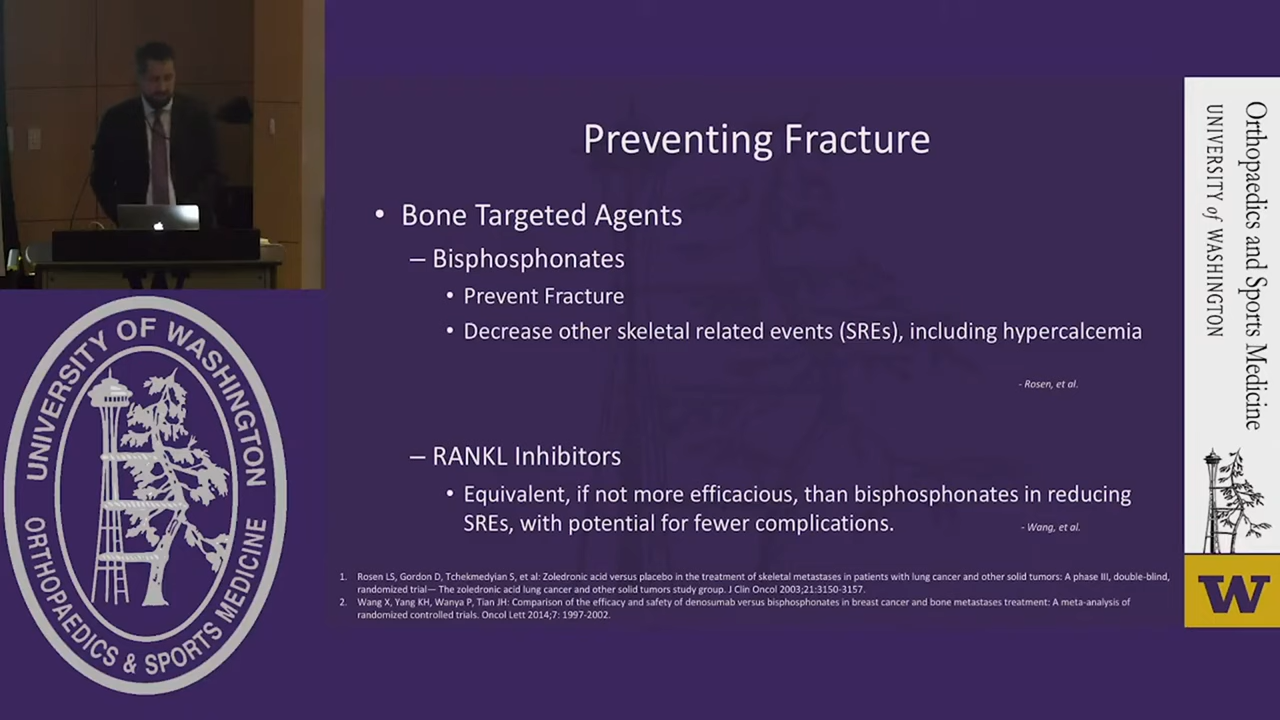 Preventing Fracture
• Bone Targeted Agents
– Bisphosphonates
• Prevent Fracture
• Decrease other skeletal related events (SREs), including hypercalcemia
- Rosen, et al.
– RANKL Inhibitors
• Equivalent, if not more efficacious, than bisphosphonates in reducing
SREs, with potential for fewer complications.
- Wang, et al.
1. Rosen LS, Gordon D, Tchekmedyian S, et al: Zoledronic acid versus placebo in the treatment of skeletal metastases in patients with lung cancer and other solid tumors: A phase III, double-blind,
randomized trial— The zoledronic acid lung cancer and other solid tumors study group. J Clin Oncol 2003;21:3150-3157.
2. Wang X, Yang KH, Wanya P, Tian JH: Comparison of the efficacy and safety of denosumab versus bisphosphonates in breast cancer and bone metastases treatment: A meta-analysis of
randomized controlled trials. Oncol Lett 2014;7: 1997-2002.
UNIVERSITY OF WASHINGTON
ORTHOPAEDICS & SPORTS MEDICINE
Orthopaedics and Sports Medicine
UNIVERSITY of WASHINGTON
W